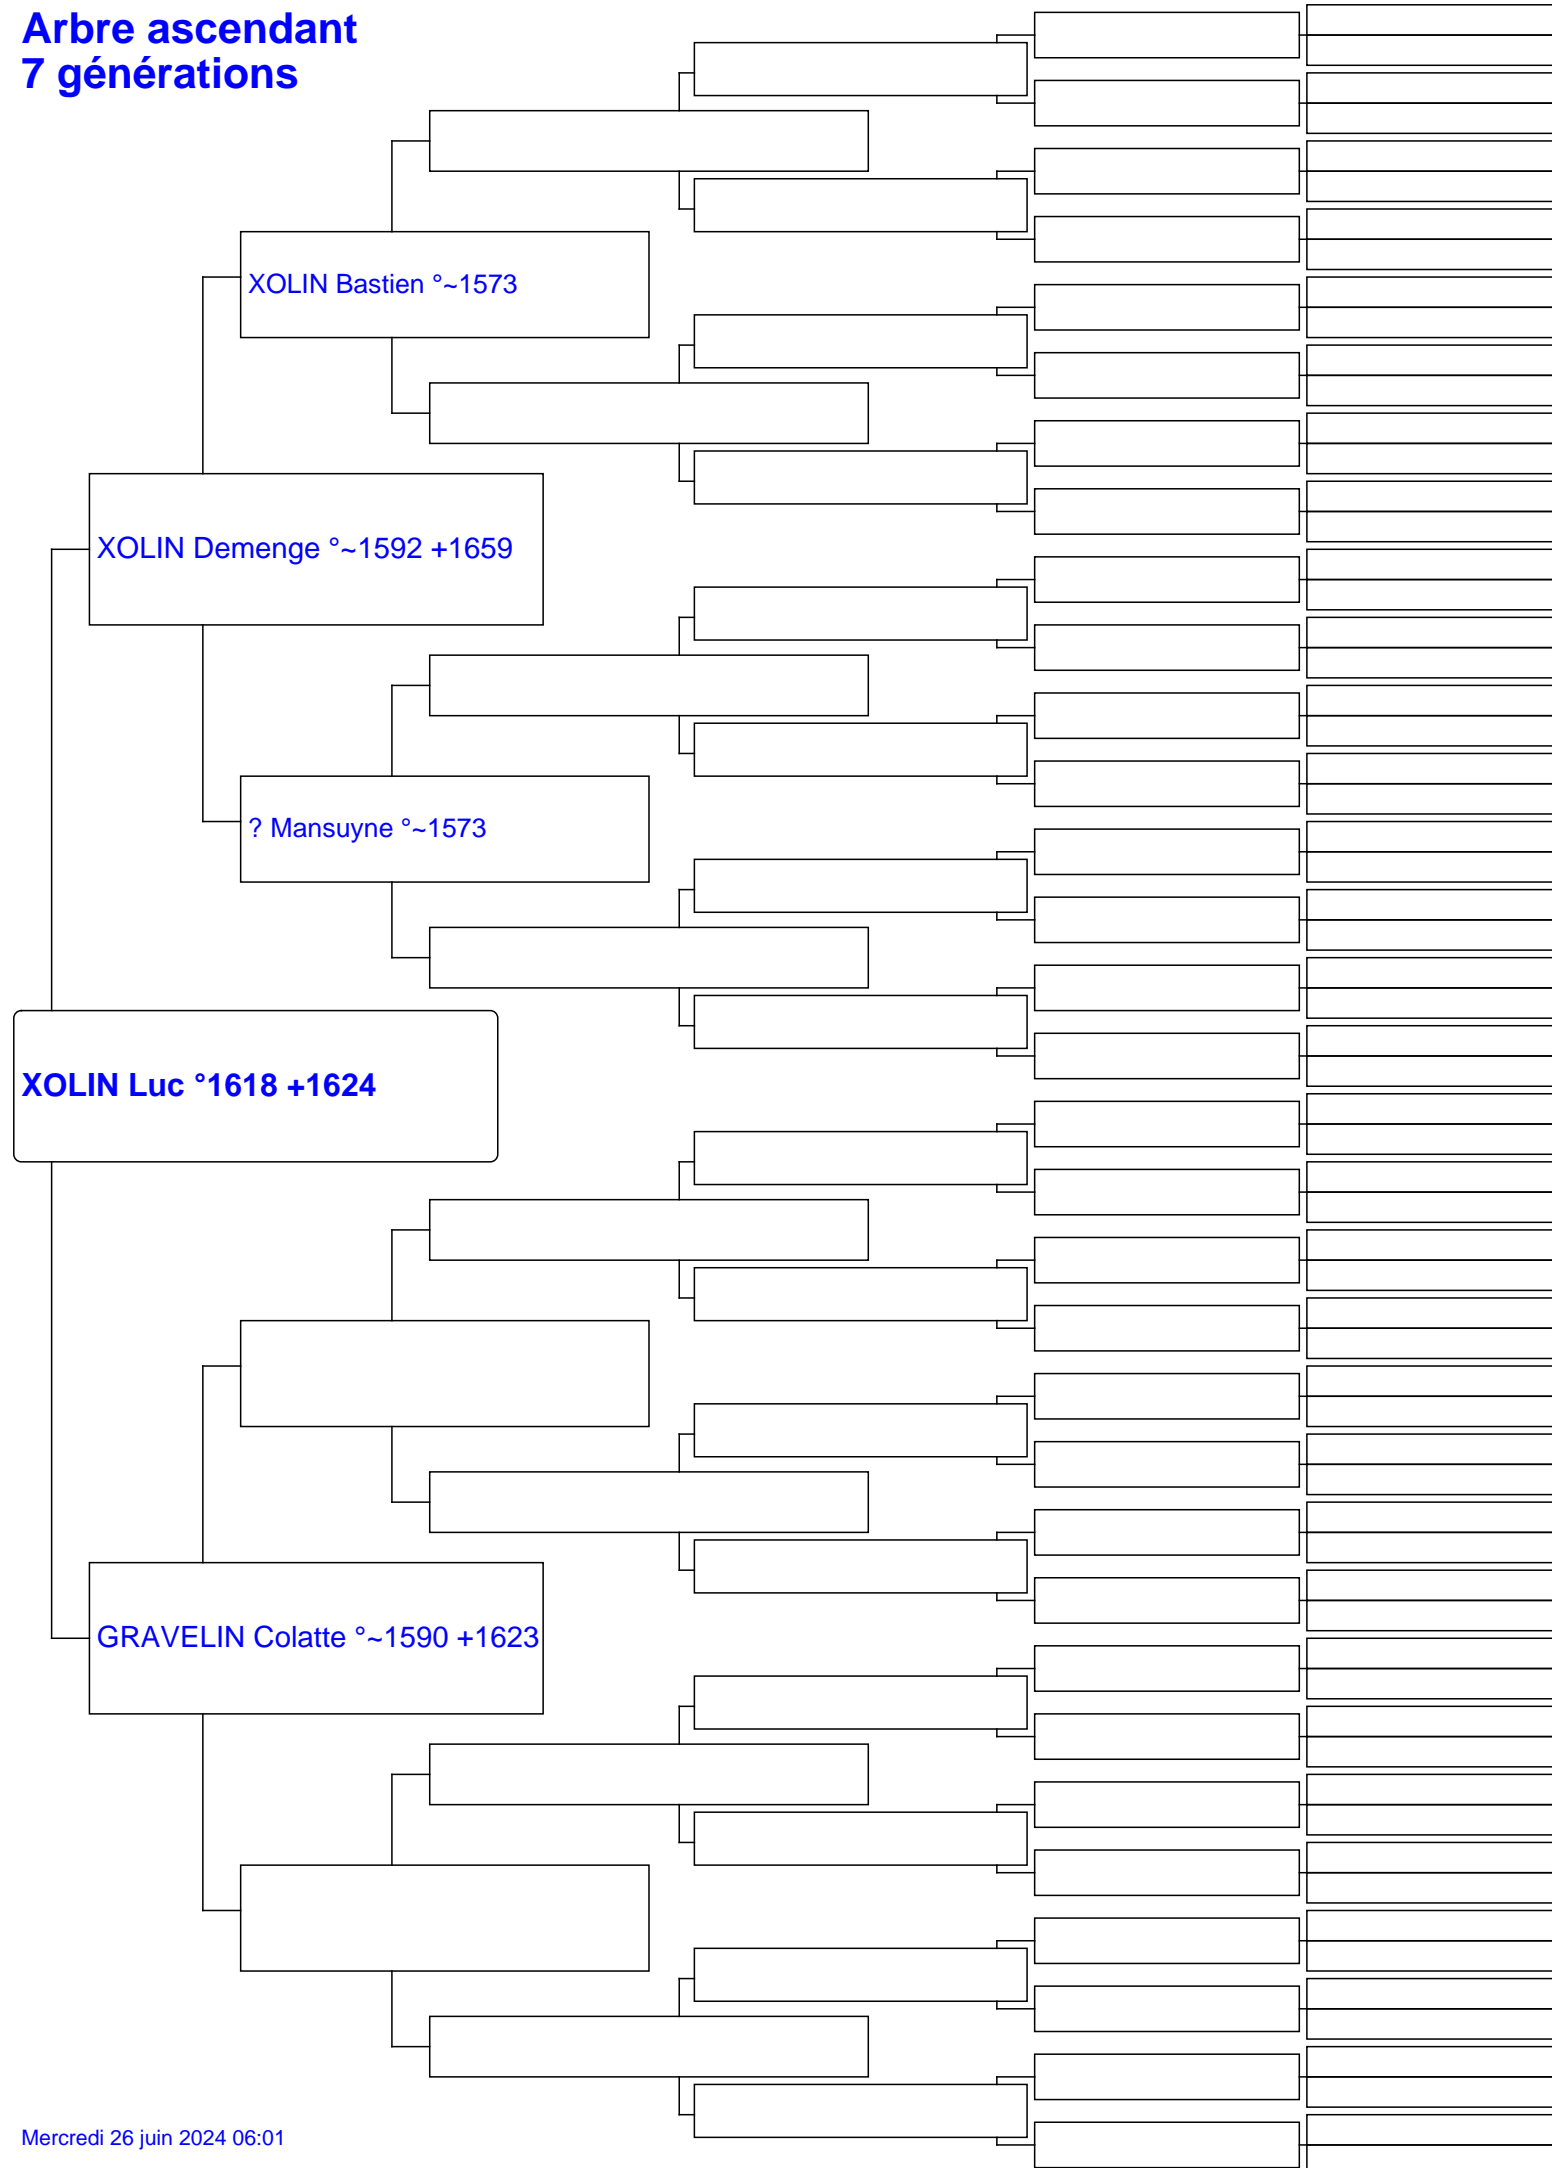 Arbre ascendant
7 générations
XOLIN Bastien °~1573
XOLIN Demenge °~1592 +1659
? Mansuyne °~1573
XOLIN Luc °1618 +1624
GRAVELIN Colatte °~1590 +1623
Mercredi 26 juin 2024 06:01